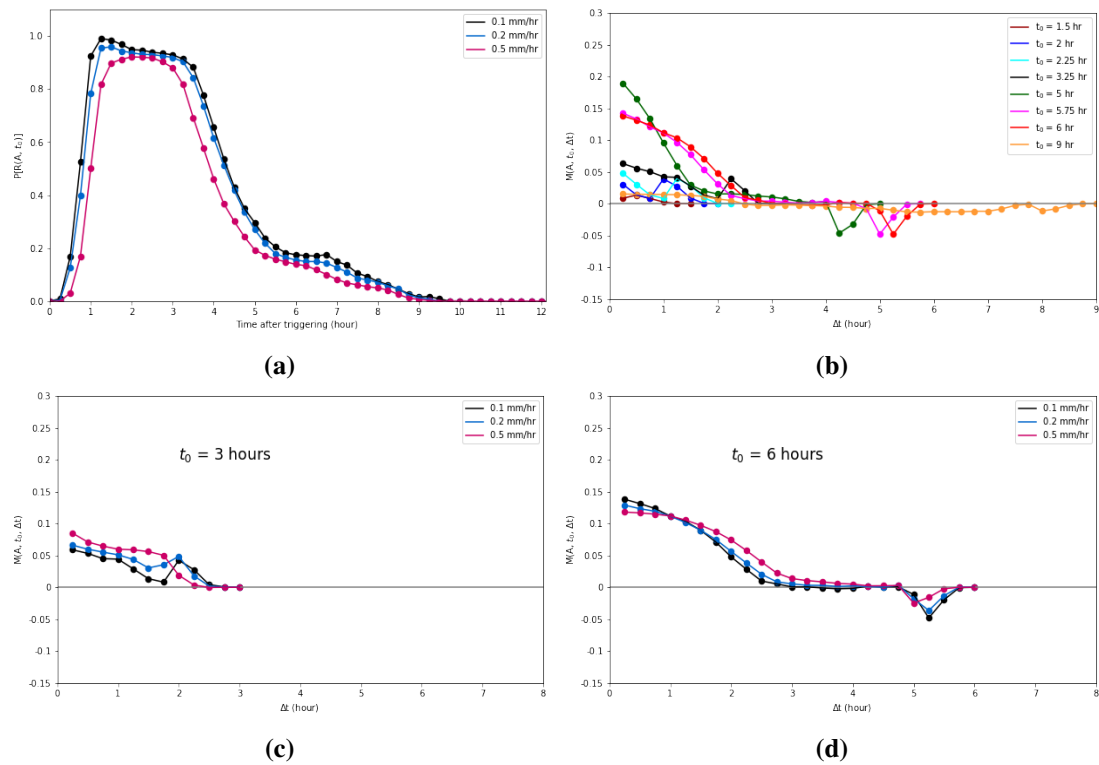 P[R(A, t₀)]
1.0
0.8
0.6
0.4
0.2
0.0
0 1 2 3 4 5 6 7 8 9 10 11 12
Time after triggering (hour)
0.1 mm/hr
0.2 mm/hr
0.5 mm/hr
(a)
M(A, t₀, Δt)
0.3
0.25
0.2
0.15
0.1
0.05
0
-0.05
-0.1
-0.15
0 1 2 3 4 5 6 7 8 9
Δt (hour)
t₀ = 1.5 hr
t₀ = 2 hr
t₀ = 2.25 hr
t₀ = 3.25 hr
t₀ = 5 hr
t₀ = 5.75 hr
t₀ = 6 hr
t₀ = 9 hr
(b)
M(A, t₀, Δt)
0.3
0.25
0.2
0.15
0.1
0.05
0
-0.05
-0.1
-0.15
0 1 2 3 4 5 6 7 8
Δt (hour)
t₀ = 3 hours
0.1 mm/hr
0.2 mm/hr
0.5 mm/hr
(c)
M(A, t₀, Δt)
0.3
0.25
0.2
0.15
0.1
0.05
0
-0.05
-0.1
-0.15
0 1 2 3 4 5 6 7 8
Δt (hour)
t₀ = 6 hours
0.1 mm/hr
0.2 mm/hr
0.5 mm/hr
(d)